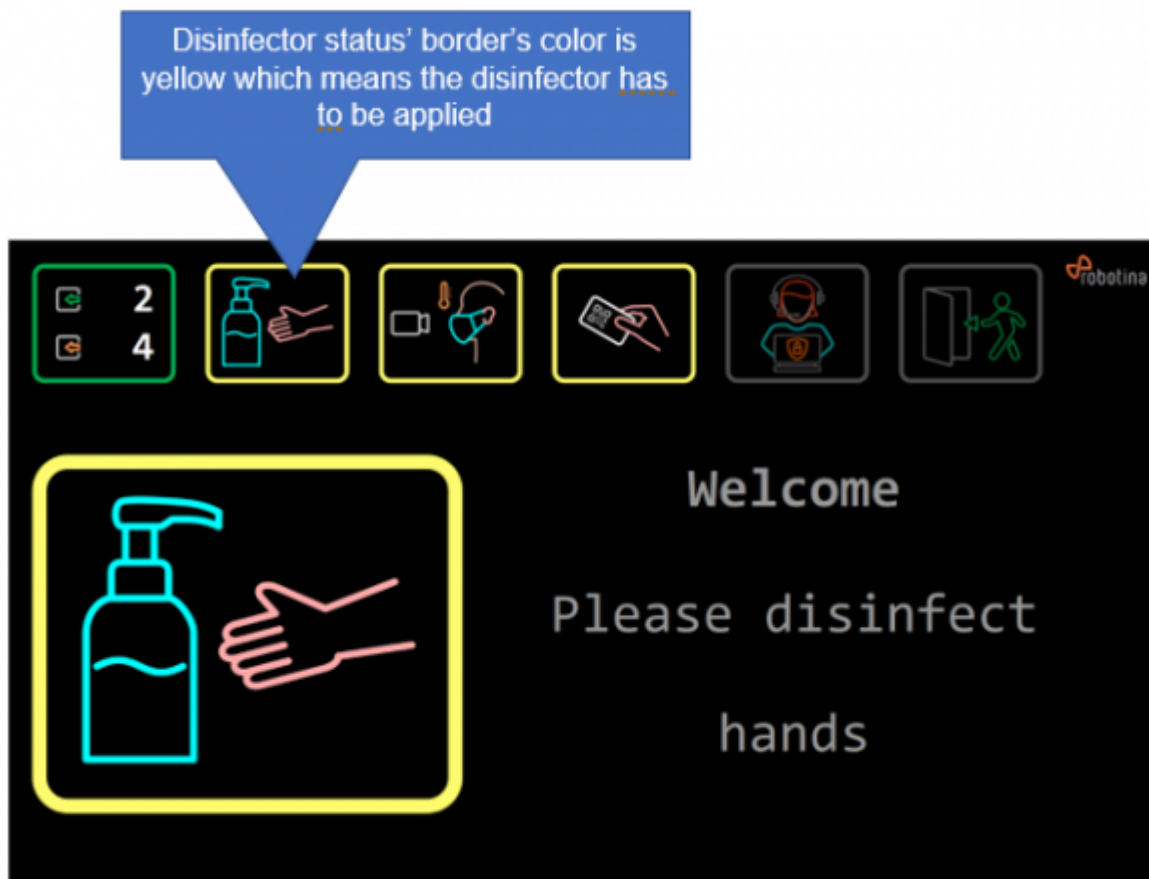 Disinfector status’ border’s color is
yellow which means the disinfector has
to be applied
2
4
robotina
Welcome
Please disinfect
hands